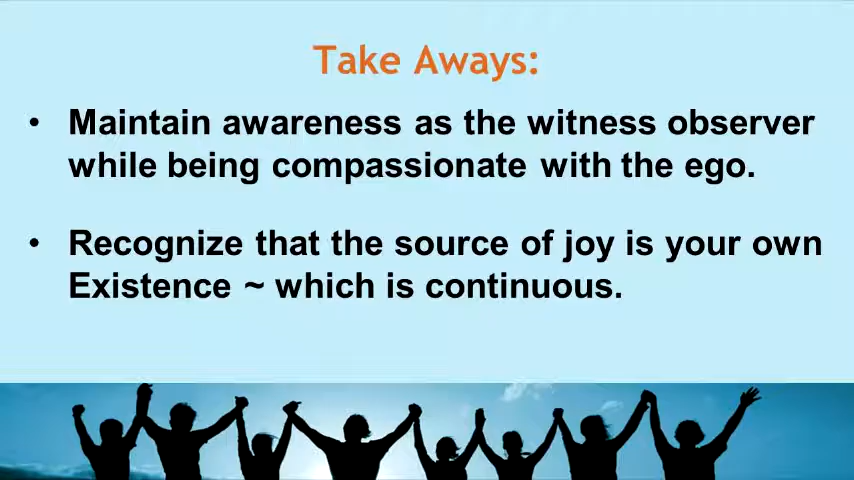 Take Aways:
• Maintain awareness as the witness observer
while being compassionate with the ego.
• Recognize that the source of joy is your own
Existence ~ which is continuous.